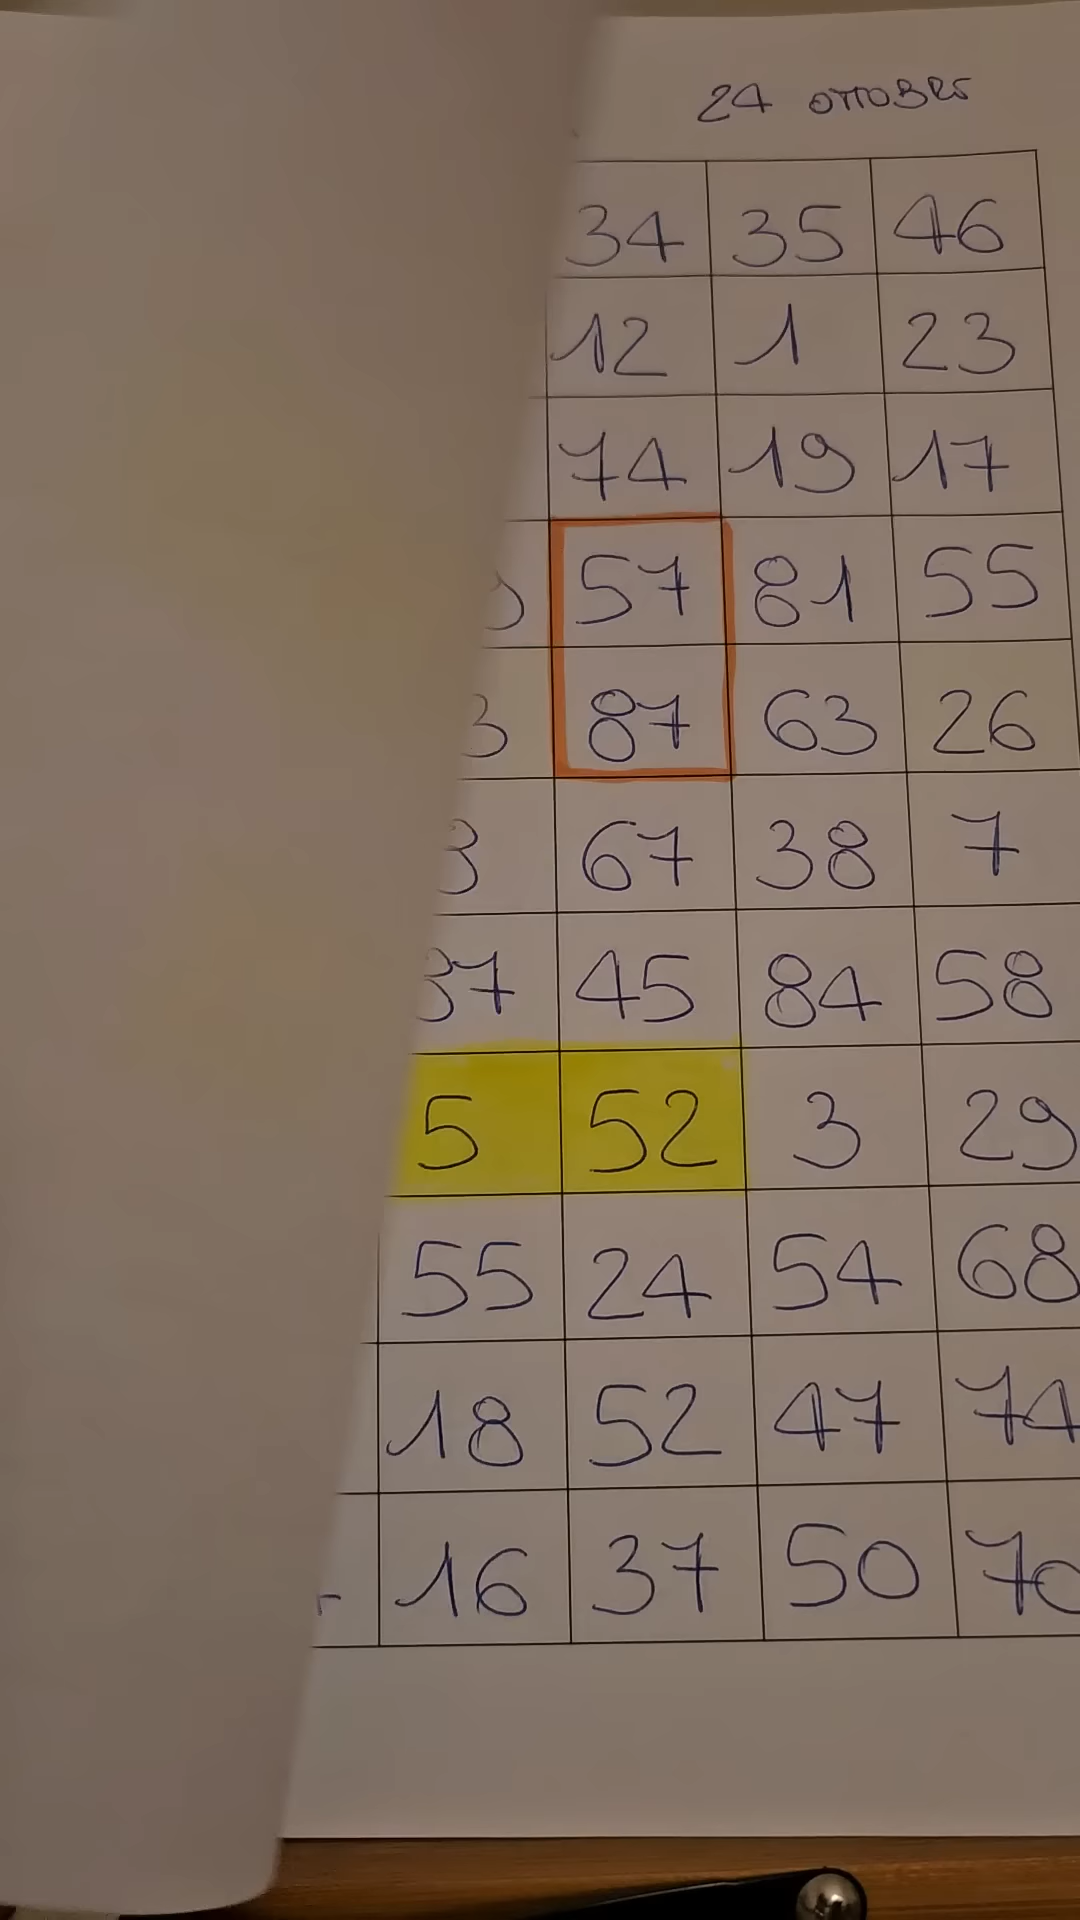 24 OTTOBRE
34 35 46
12 1 23
74 19 17
57 81 55
87 63 26
67 38 7
37 45 84 58
5 52 3 29
55 24 54 68
18 52 47 74
16 37 50 70